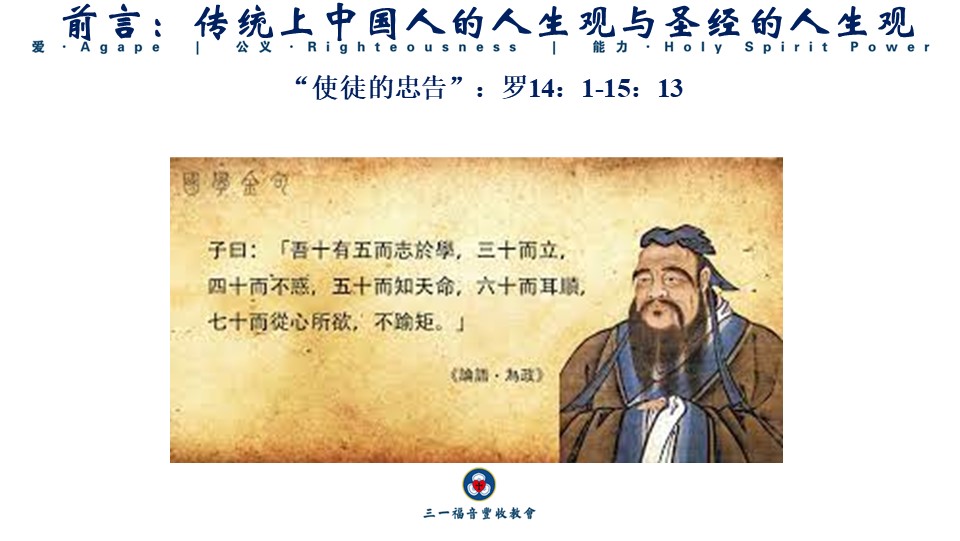 前言：传统上中国人的人生观与圣经的人生观
爱 · Agape | 公义 · Righteousness | 能力 · Holy Spirit Power
“使徒的忠告”：罗14：1-15：13
國學金句
子曰：「吾十有五而志於學，三十而立，
四十而不惑，五十而知天命，六十而耳順，
七十而從心所欲，不踰矩。」
《論語·為政》
三一福音豐收教會